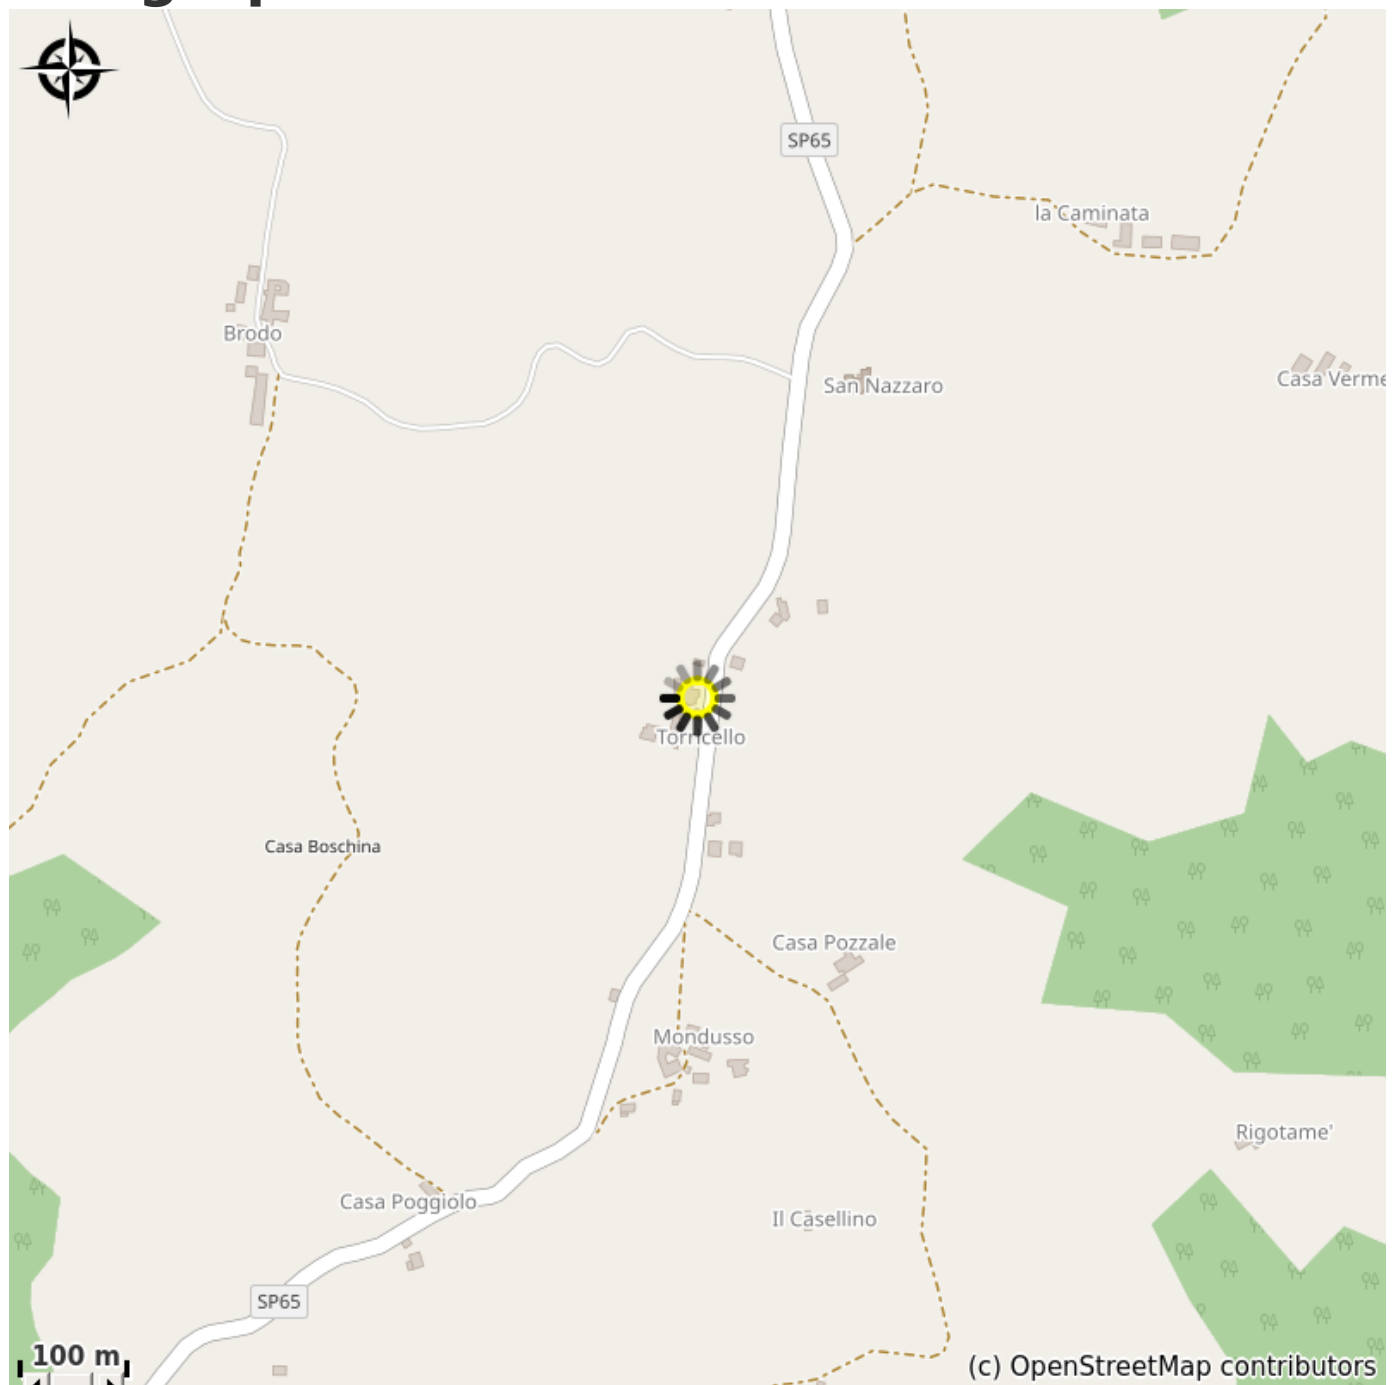 SP65
la Caminata
Brodo
San Nazzaro
Casa Verme
Torricello
Casa Boschina
Casa Pozzale
Mondusso
Rigotame'
Casa Poggiolo
Il Casellino
SP65
100 m
(c) OpenStreetMap contributors